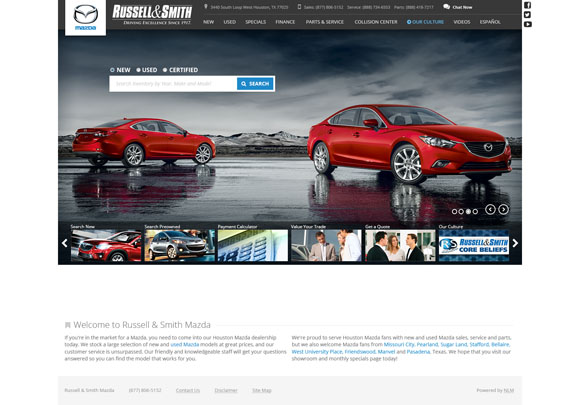 mazda
RUSSELL & SMITH
DRIVING EXCELLENCE SINCE 1957.
3440 South Loop West Houston, TX 77025 Sales: (877) 806-5152 Service: (888) 734-6553 Parts: (888) 418-7217 Chat Now
NEW USED SPECIALS FINANCE PARTS & SERVICE COLLISION CENTER OUR CULTURE VIDEOS ESPAÑOL
NEW USED CERTIFIED
Search Inventory by Year, Make and Model SEARCH
Search New Search Preowned Payment Calculator Value Your Trade Get a Quote Our Culture
RUSSELL & SMITH
CORE BELIEFS
Welcome to Russell & Smith Mazda
If you're in the market for a Mazda, you need to come into our Houston Mazda dealership
today. We stock a large selection of new and used Mazda models at great prices, and our
customer service is unpassured. Our friendly and knowledgeable staff will get your questions
answered so you can find the model that works for you.
We're proud to serve Houston Mazda fans with new and used Mazda sales, service and parts,
but we also welcome Mazda fans from Missouri City, Pearland, Sugar Land, Stafford, Bellaire,
West University Place, Friendswood, Manvel and Pasadena, Texas. We hope that you visit our
showroom and monthly specials page today!
Russell & Smith Mazda (877) 806-5152 Contact Us Disclaimer Site Map Powered by NLM